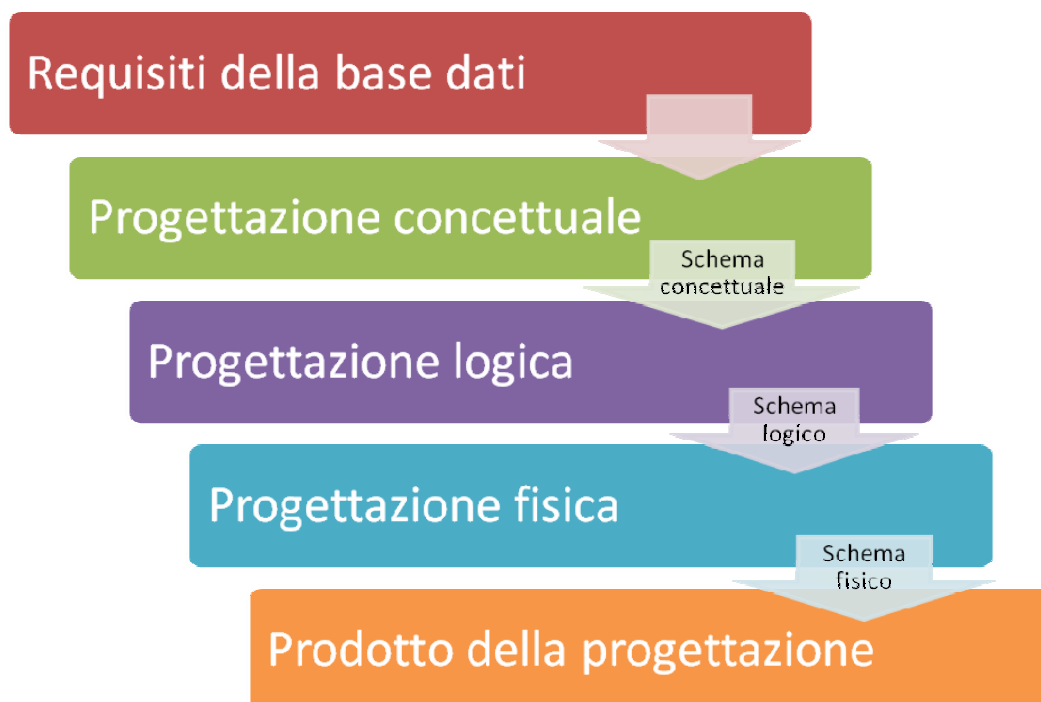 Requisiti della base dati
Progettazione concettuale
Schema
concettuale
Progettazione logica
Schema
logico
Progettazione fisica
Schema
fisico
Prodotto della progettazione